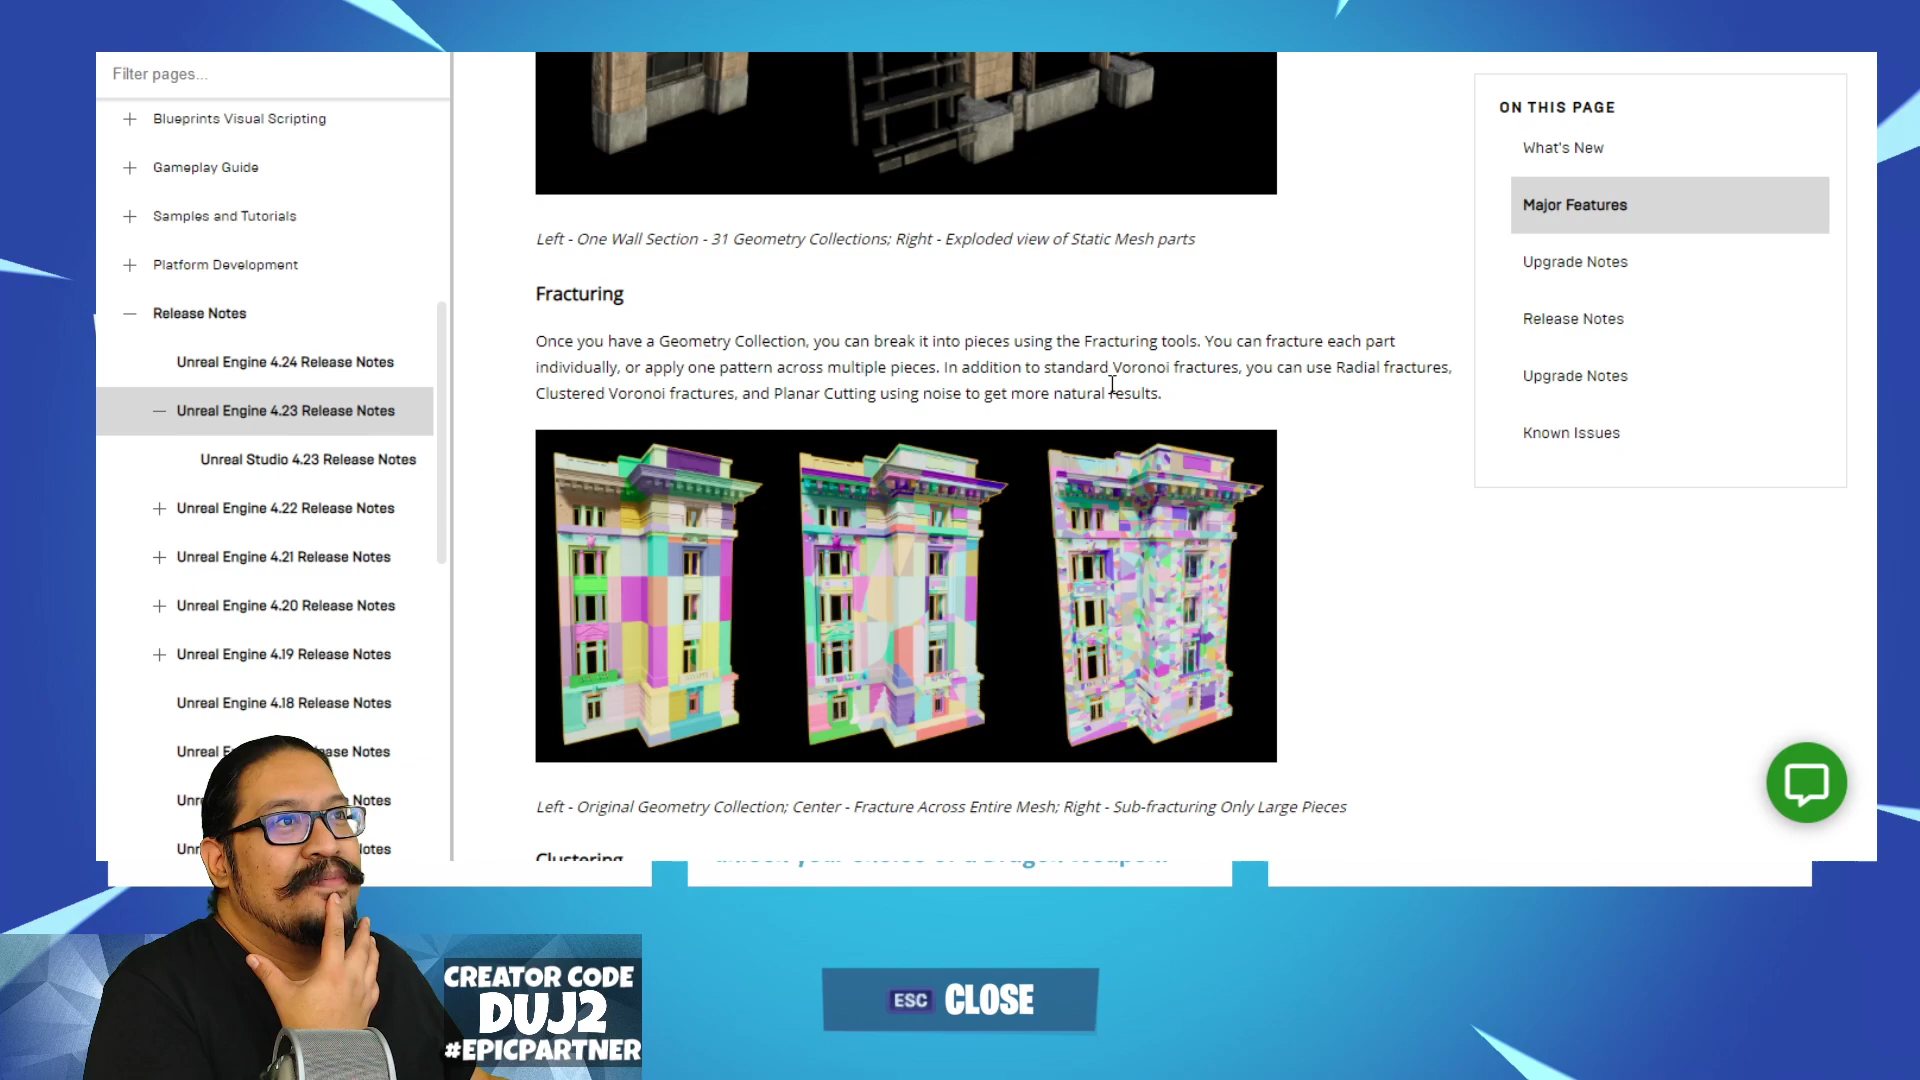 Filter pages...
Blueprints Visual Scripting
Gameplay Guide
Samples and Tutorials
Platform Development
Release Notes
Unreal Engine 4.24 Release Notes
Unreal Engine 4.23 Release Notes
Unreal Studio 4.23 Release Notes
Unreal Engine 4.22 Release Notes
Unreal Engine 4.21 Release Notes
Unreal Engine 4.20 Release Notes
Unreal Engine 4.19 Release Notes
Unreal Engine 4.18 Release Notes
Unreal Notes
Notes
Left - One Wall Section - 31 Geometry Collections; Right - Exploded view of Static Mesh parts
Fracturing
Once you have a Geometry Collection, you can break it into pieces using the Fracturing tools. You can fracture each part
individually, or apply one pattern across multiple pieces. In addition to standard Voronoi fractures, you can use Radial fractures,
Clustered Voronoi fractures, and Planar Cutting using noise to get more natural results.
Left - Original Geometry Collection; Center - Fracture Across Entire Mesh; Right - Sub-fracturing Only Large Pieces
Clustering
ON THIS PAGE
What's New
Major Features
Upgrade Notes
Release Notes
Upgrade Notes
Known Issues
CREATOR CODE
DUJ2
#EPICPARTNER
ESC CLOSE